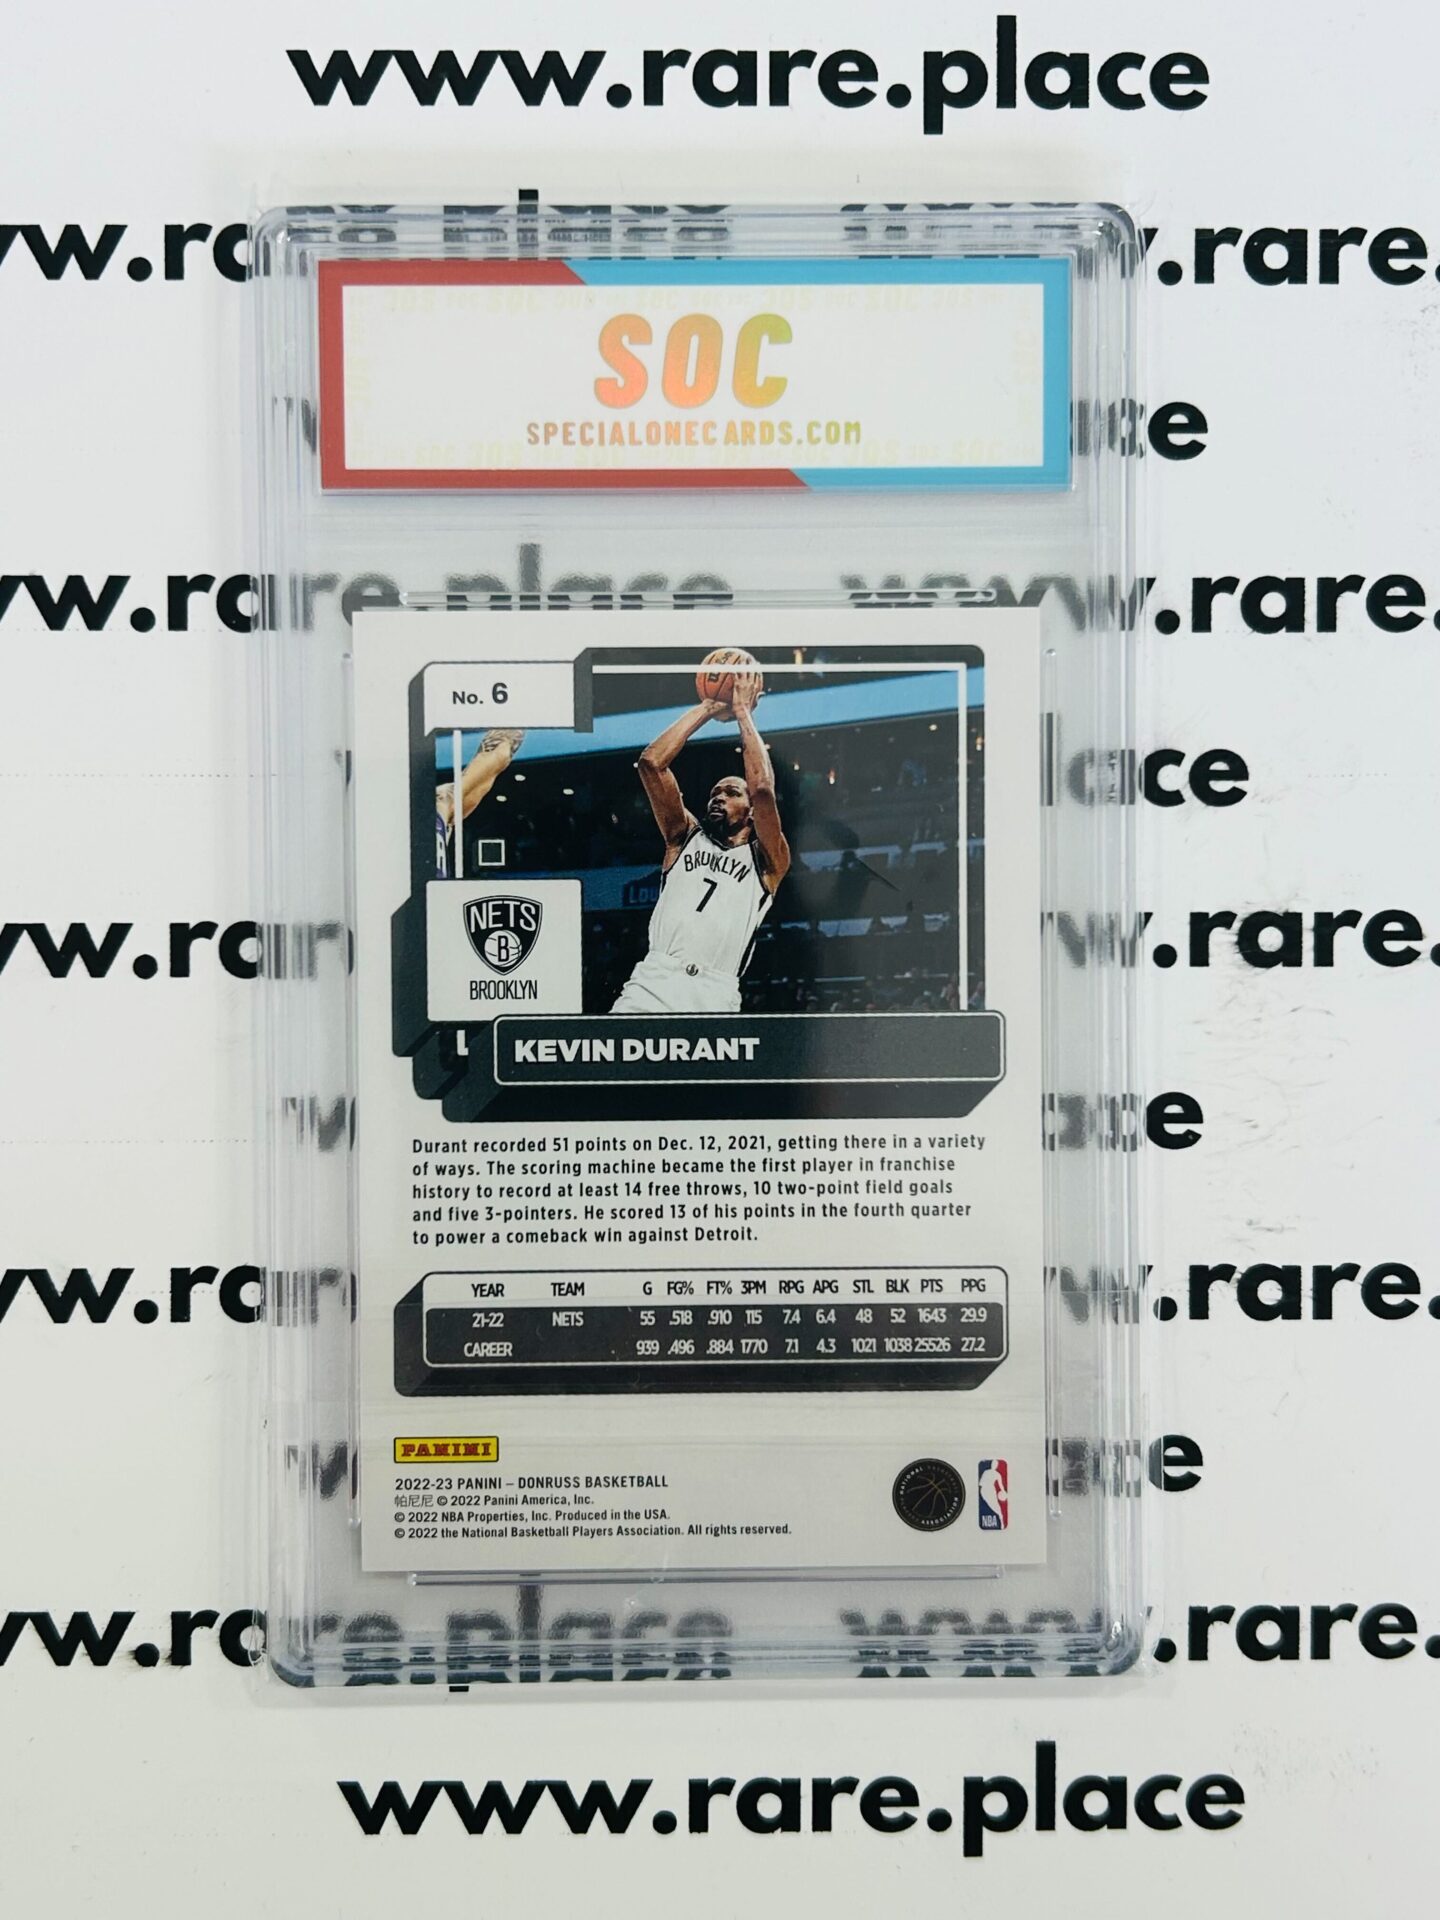 www.rare.place
.rare.
SOC
SPECIALONECARDS.COM
No. 6
BROOKLYN
7
NETS
B
BROOKLYN
KEVIN DURANT
Durant recorded 51 points on Dec. 12, 2021, getting there in a variety
of ways. The scoring machine became the first player in franchise
history to record at least 14 free throws, 10 two-point field goals
and five 3-pointers. He scored 13 of his points in the fourth quarter
to power a comeback win against Detroit.
YEAR TEAM G FG% FT% 3PM RPG APG STL BLK PTS PPG
21-22 NETS 55 .518 .910 115 7.4 6.4 48 52 1643 29.9
CAREER 939 .496 .884 1770 7.1 4.3 1021 1038 25526 27.2
PANINI
2022-23 PANINI – DONRUSS BASKETBALL
帕尼尼 © 2022 Panini America, Inc.
© 2022 NBA Properties, Inc. Produced in the USA.
© 2022 the National Basketball Players Association. All rights reserved.
NBA
www.rare.place